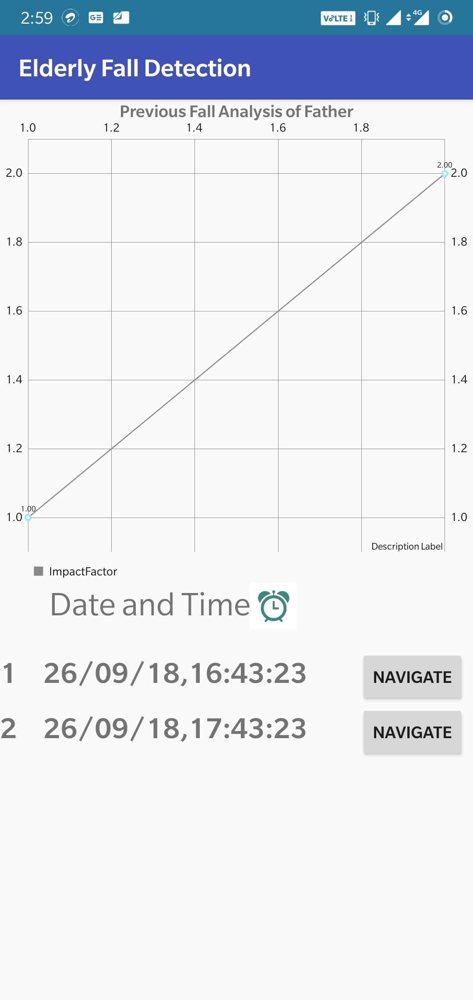 2:59 GE VoLTE 1 2 4G
Elderly Fall Detection
Previous Fall Analysis of Father
1.0 1.2 1.4 1.6 1.8
2.00
2.0 2.0
1.8 1.8
1.6 1.6
1.4 1.4
1.2 1.2
1.00
1.0 1.0
Description Label
ImpactFactor
Date and Time
1 26/09/18,16:43:23 NAVIGATE
2 26/09/18,17:43:23 NAVIGATE